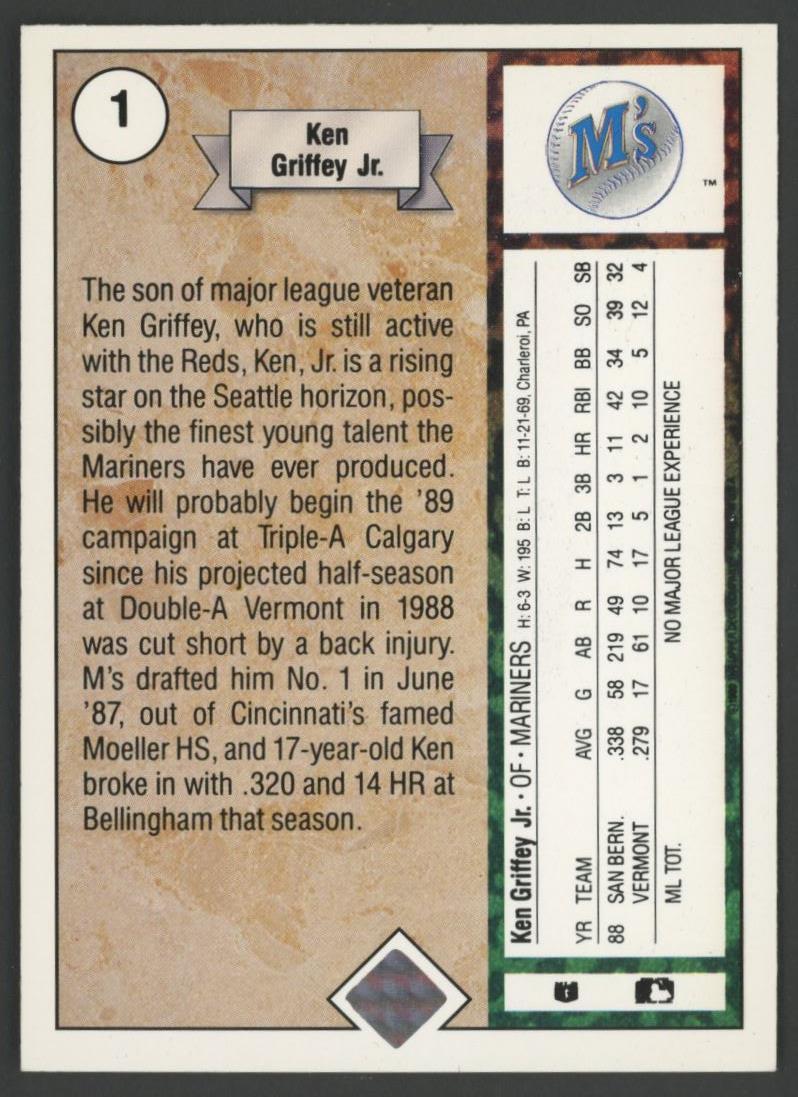 1
Ken
Griffey Jr.
The son of major league veteran
Ken Griffey, who is still active
with the Reds, Ken, Jr. is a rising
star on the Seattle horizon, pos-
sibly the finest young talent the
Mariners have ever produced.
He will probably begin the '89
campaign at Triple-A Calgary
since his projected half-season
at Double-A Vermont in 1988
was cut short by a back injury.
M's drafted him No. 1 in June
'87, out of Cincinnati's famed
Moeller HS, and 17-year-old Ken
broke in with .320 and 14 HR at
Bellingham that season.
M's
™
Ken Griffey Jr. · OF · MARINERS H: 6-3 W: 195 B: L T: L B: 11-21-69, Charleroi, PA
YR TEAM AVG G AB R H 2B 3B HR RBI BB SO SB
88 SAN BERN. .338 58 219 49 74 13 3 11 42 34 39 32
VERMONT .279 17 61 10 17 5 1 2 10 5 12 4
ML TOT. NO MAJOR LEAGUE EXPERIENCE